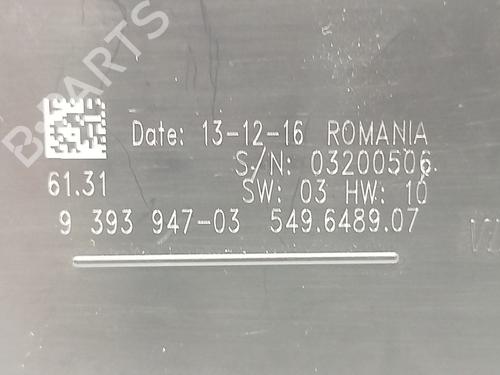 B-PARTS
Date: 13-12-16 ROMANIA
S/N: 03200506
61.31
SW: 03 HW: 10
9 393 947-03 549.6489.07